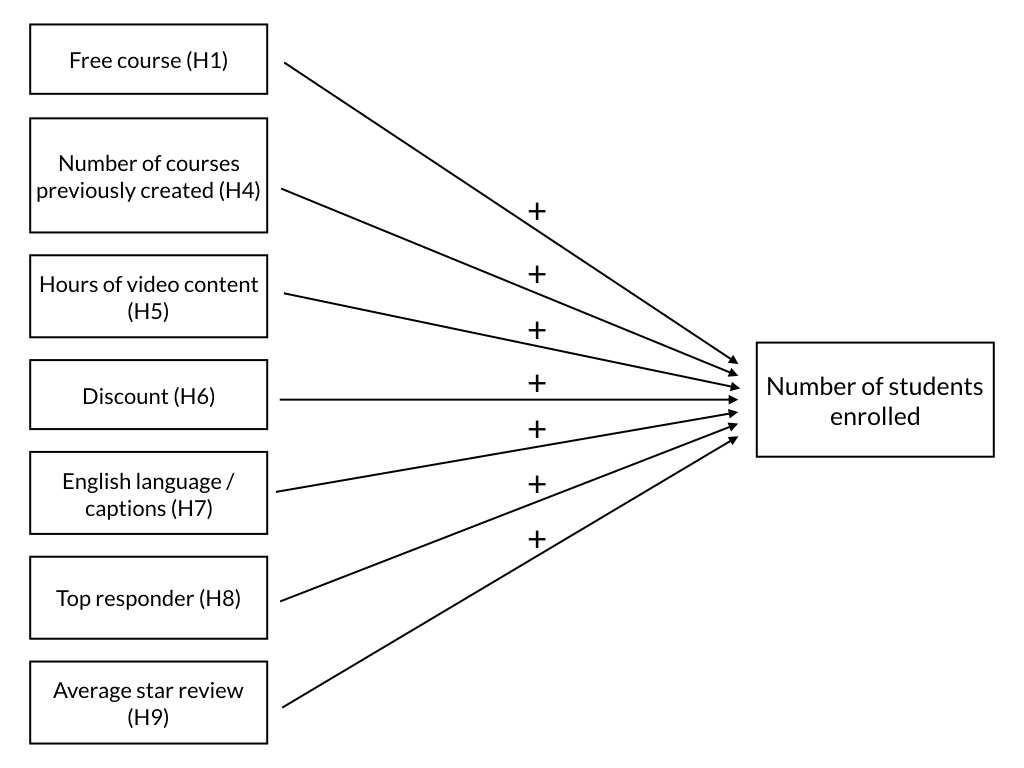 Free course (H1)
Number of courses
previously created (H4)
Hours of video content
(H5)
Discount (H6)
English language /
captions (H7)
Top responder (H8)
Average star review
(H9)
+
+
+
+
+
+
+
Number of students
enrolled